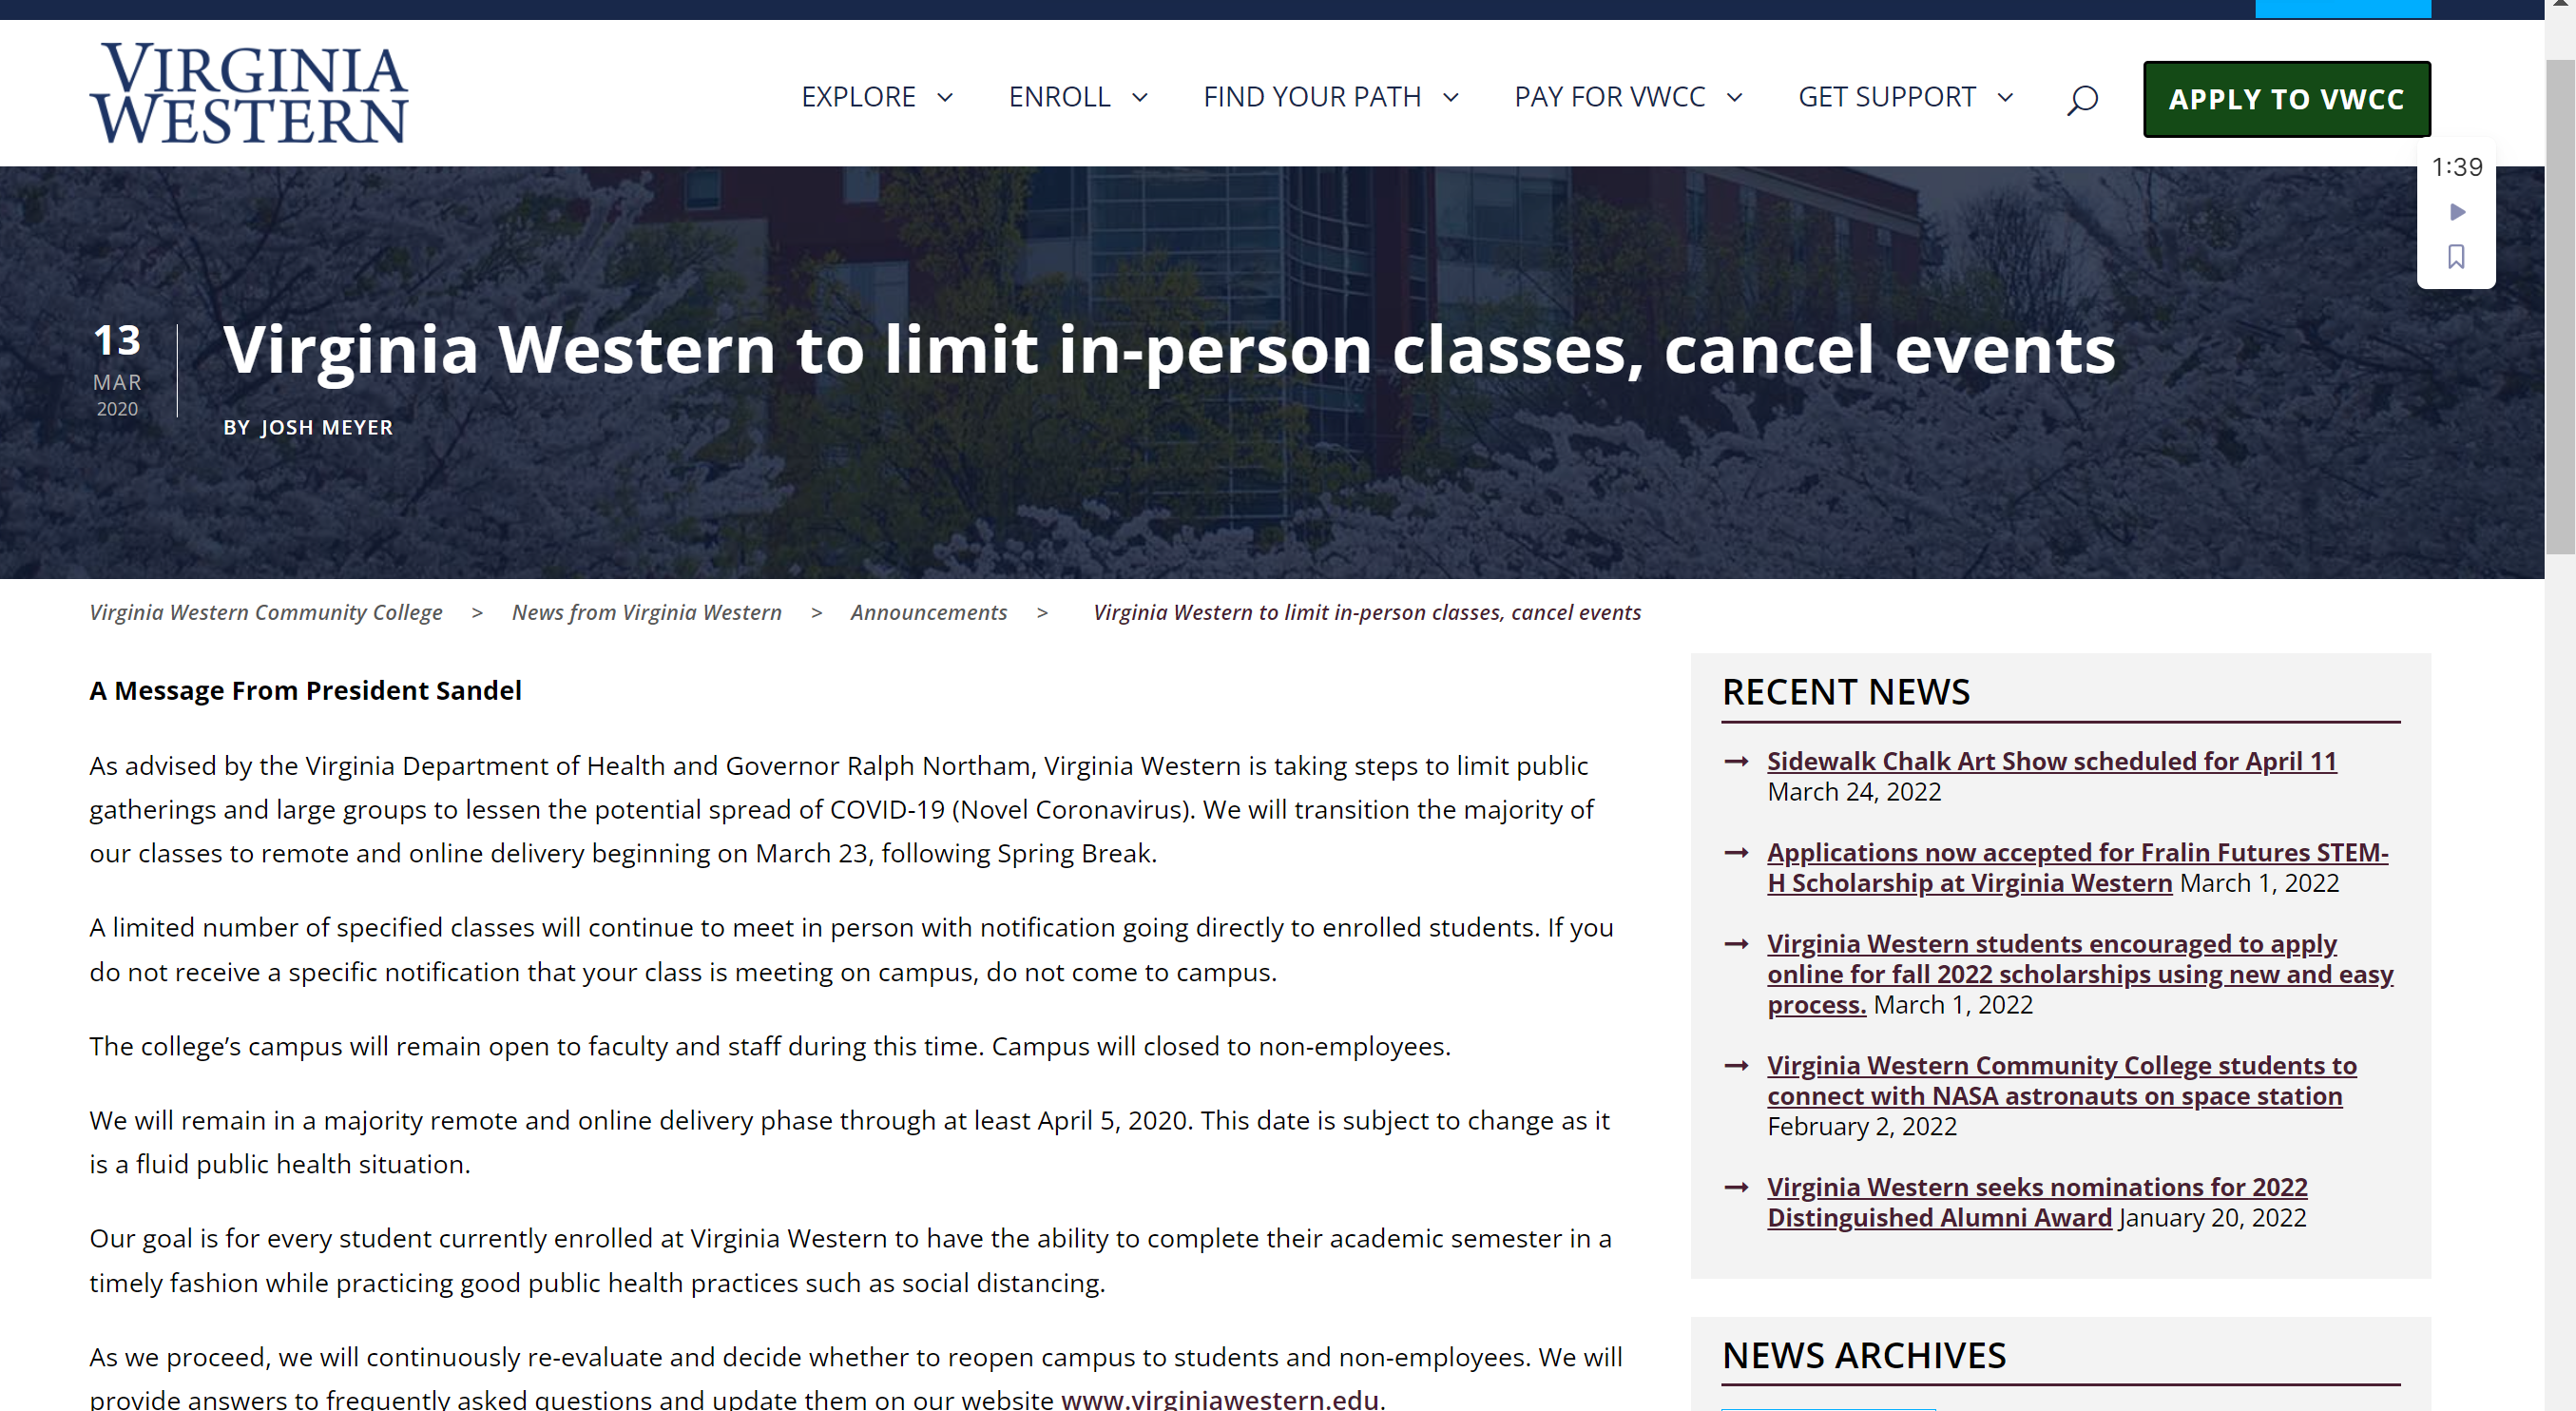 VIRGINIA
WESTERN
EXPLORE
ENROLL
FIND YOUR PATH
PAY FOR VWCC
GET SUPPORT
APPLY TO VWCC
1:39
13
MAR
2020
Virginia Western to limit in-person classes, cancel events
BY JOSH MEYER
Virginia Western Community College > News from Virginia Western > Announcements > Virginia Western to limit in-person classes, cancel events
A Message From President Sandel
As advised by the Virginia Department of Health and Governor Ralph Northam, Virginia Western is taking steps to limit public
gatherings and large groups to lessen the potential spread of COVID-19 (Novel Coronavirus). We will transition the majority of
our classes to remote and online delivery beginning on March 23, following Spring Break.
A limited number of specified classes will continue to meet in person with notification going directly to enrolled students. If you
do not receive a specific notification that your class is meeting on campus, do not come to campus.
The college’s campus will remain open to faculty and staff during this time. Campus will closed to non-employees.
We will remain in a majority remote and online delivery phase through at least April 5, 2020. This date is subject to change as it
is a fluid public health situation.
Our goal is for every student currently enrolled at Virginia Western to have the ability to complete their academic semester in a
timely fashion while practicing good public health practices such as social distancing.
As we proceed, we will continuously re-evaluate and decide whether to reopen campus to students and non-employees. We will
provide answers to frequently asked questions and update them on our website www.virginiawestern.edu.
RECENT NEWS
Sidewalk Chalk Art Show scheduled for April 11
March 24, 2022
Applications now accepted for Fralin Futures STEM-
H Scholarship at Virginia Western March 1, 2022
Virginia Western students encouraged to apply
online for fall 2022 scholarships using new and easy
process. March 1, 2022
Virginia Western Community College students to
connect with NASA astronauts on space station
February 2, 2022
Virginia Western seeks nominations for 2022
Distinguished Alumni Award January 20, 2022
NEWS ARCHIVES